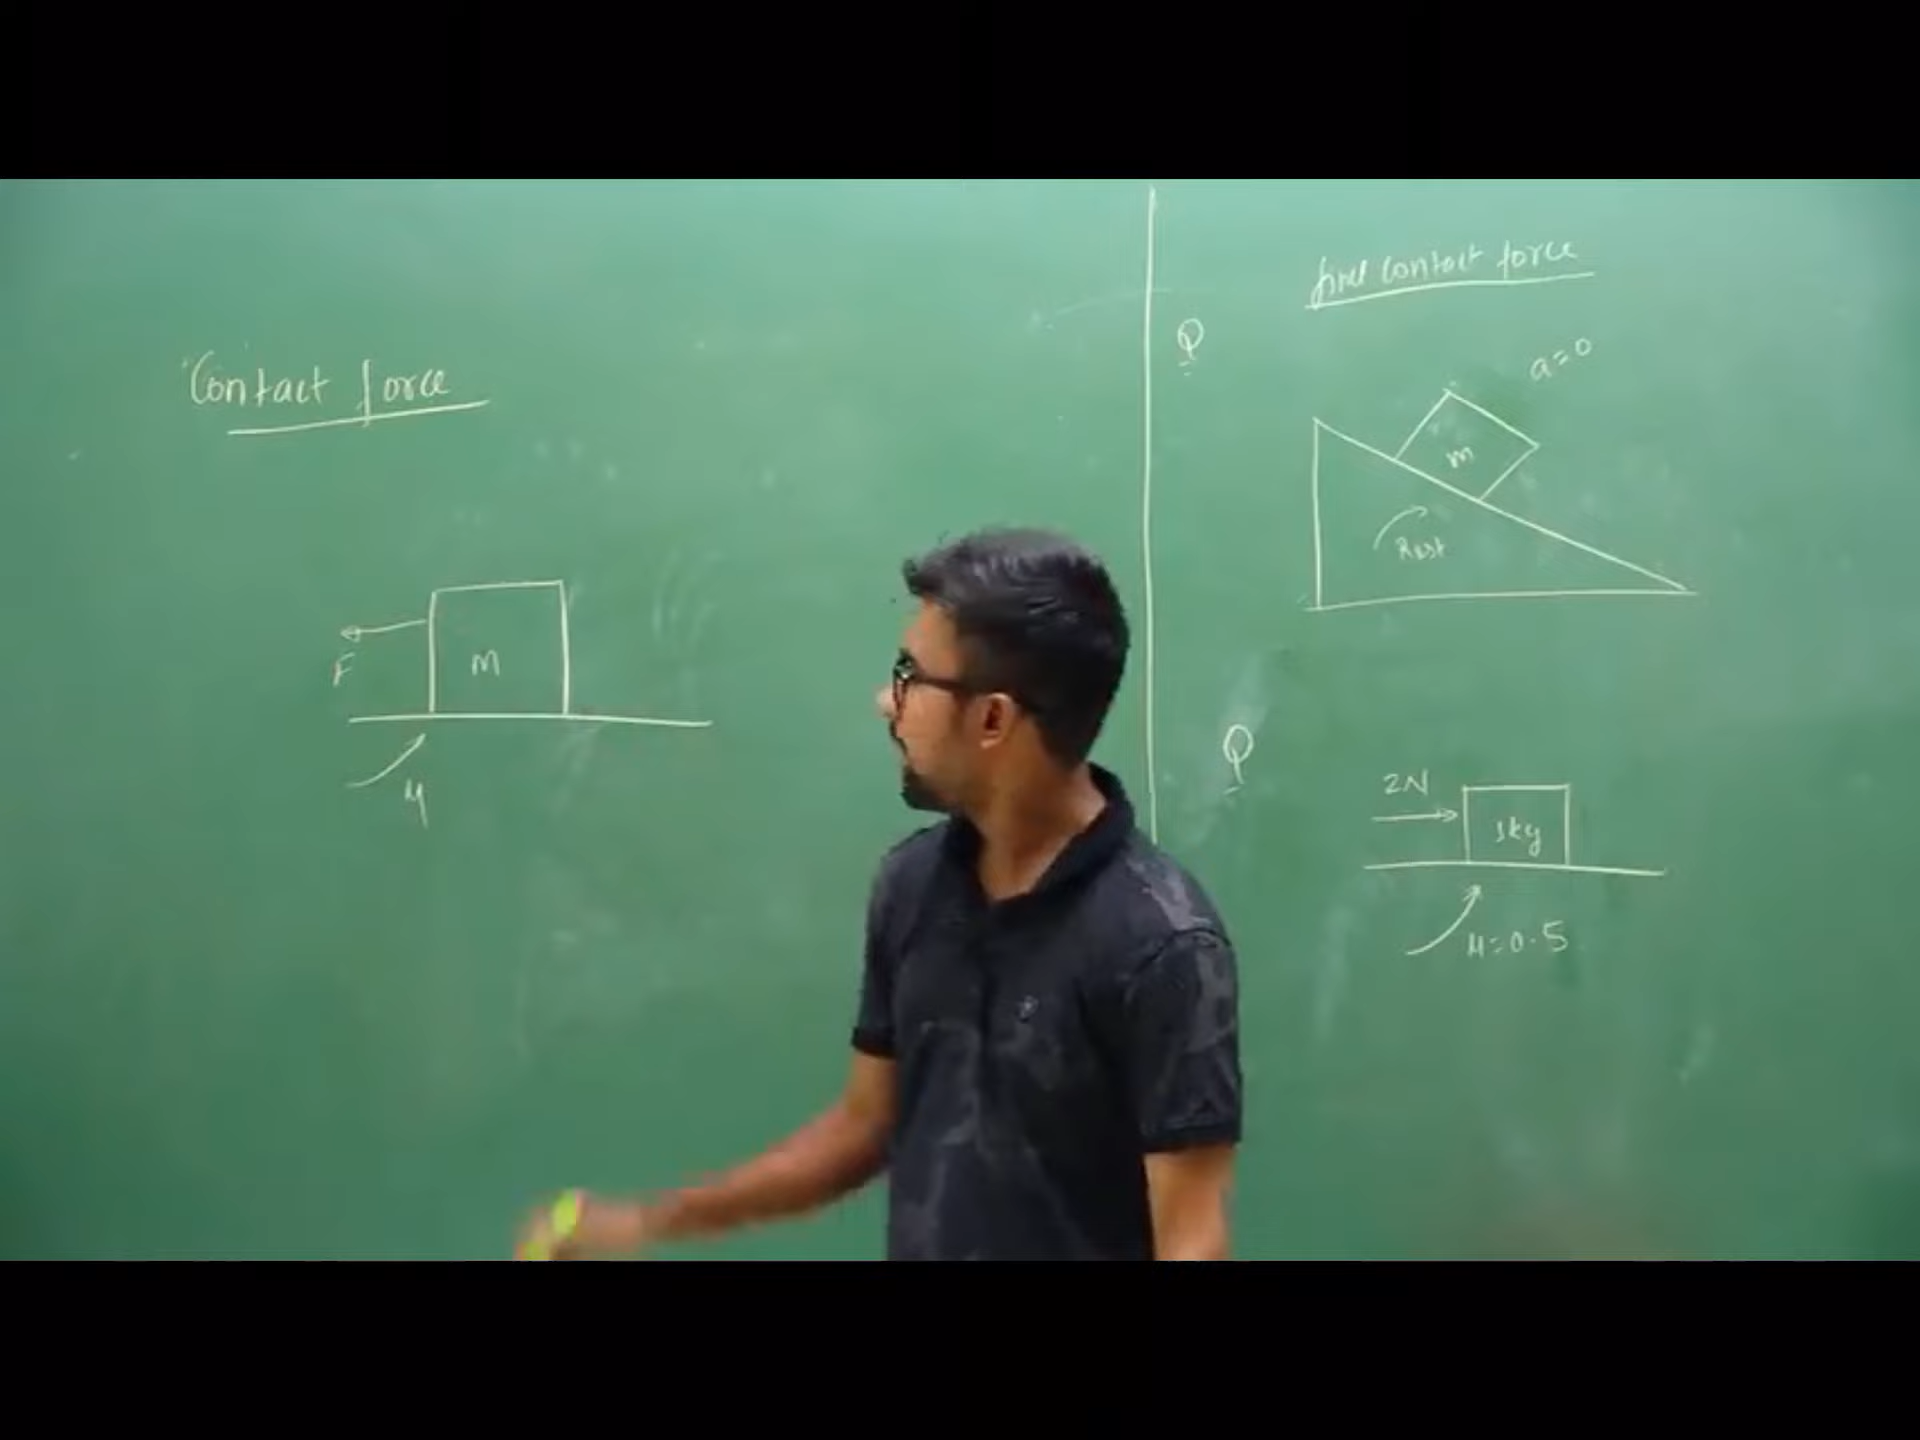 Contact force
F
m
μ
find contact force
Q
a=0
m
Rest
Q
2N
1kg
μ=0.5